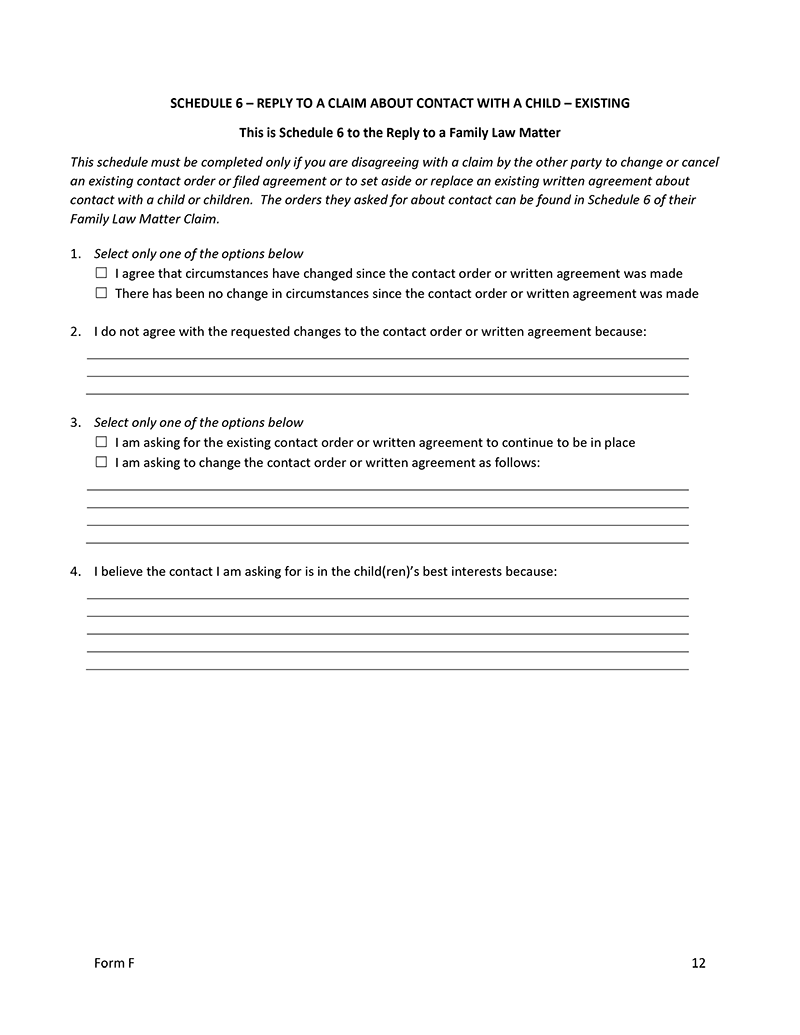 SCHEDULE 6 – REPLY TO A CLAIM ABOUT CONTACT WITH A CHILD – EXISTING
This is Schedule 6 to the Reply to a Family Law Matter
This schedule must be completed only if you are disagreeing with a claim by the other party to change or cancel
an existing contact order or filed agreement or to set aside or replace an existing written agreement about
contact with a child or children.  The orders they asked for about contact can be found in Schedule 6 of their
Family Law Matter Claim.
1. Select only one of the options below
☐ I agree that circumstances have changed since the contact order or written agreement was made
☐ There has been no change in circumstances since the contact order or written agreement was made
2. I do not agree with the requested changes to the contact order or written agreement because:
3. Select only one of the options below
☐ I am asking for the existing contact order or written agreement to continue to be in place
☐ I am asking to change the contact order or written agreement as follows:
4. I believe the contact I am asking for is in the child(ren)’s best interests because:
Form F 12